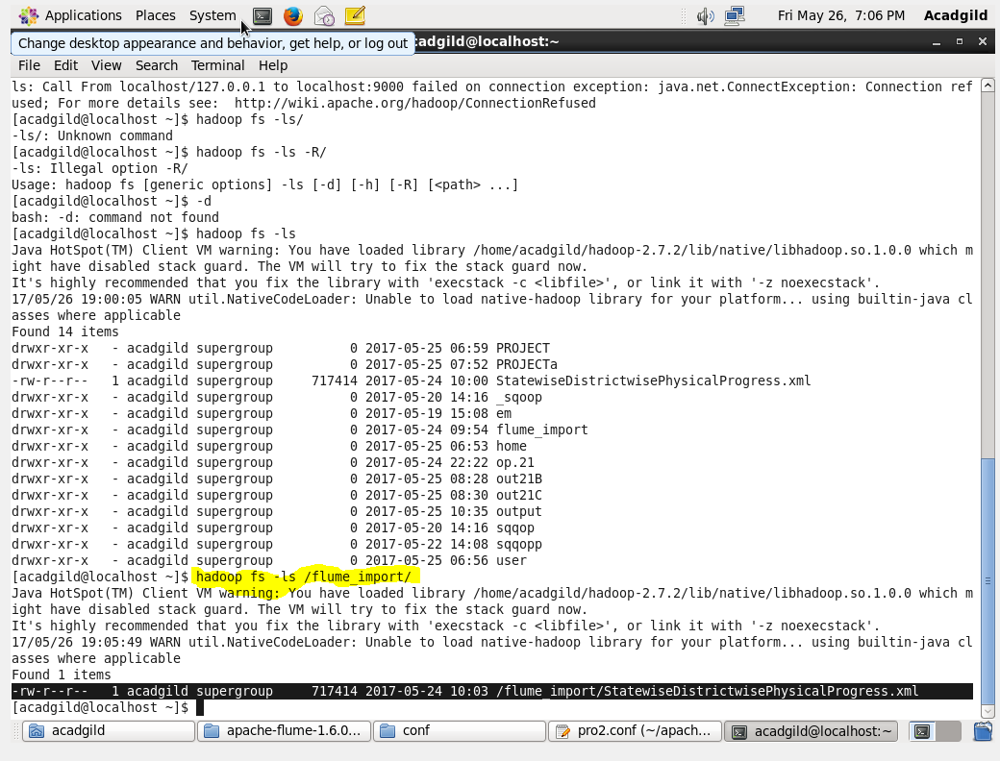 Applications Places System Fri May 26, 7:06 PM Acadgild
Change desktop appearance and behavior, get help, or log out
acadgild@localhost:~
File Edit View Search Terminal Help
ls: Call From localhost/127.0.0.1 to localhost:9000 failed on connection exception: java.net.ConnectException: Connection ref
used; For more details see:  http://wiki.apache.org/hadoop/ConnectionRefused
[acadgild@localhost ~]$ hadoop fs -ls/
-ls/: Unknown command
[acadgild@localhost ~]$ hadoop fs -ls -R/
-ls: Illegal option -R/
Usage: hadoop fs [generic options] -ls [-d] [-h] [-R] [<path> ...]
[acadgild@localhost ~]$ -d
bash: -d: command not found
[acadgild@localhost ~]$ hadoop fs -ls
Java HotSpot(TM) Client VM warning: You have loaded library /home/acadgild/hadoop-2.7.2/lib/native/libhadoop.so.1.0.0 which m
ight have disabled stack guard. The VM will try to fix the stack guard now.
It's highly recommended that you fix the library with 'execstack -c <libfile>', or link it with '-z noexecstack'.
17/05/26 19:00:05 WARN util.NativeCodeLoader: Unable to load native-hadoop library for your platform... using builtin-java cl
asses where applicable
Found 14 items
drwxr-xr-x   - acadgild supergroup          0 2017-05-25 06:59 PROJECT
drwxr-xr-x   - acadgild supergroup          0 2017-05-25 07:52 PROJECTa
-rw-r--r--   1 acadgild supergroup     717414 2017-05-24 10:00 StatewiseDistrictwisePhysicalProgress.xml
drwxr-xr-x   - acadgild supergroup          0 2017-05-20 14:16 _sqoop
drwxr-xr-x   - acadgild supergroup          0 2017-05-19 15:08 em
drwxr-xr-x   - acadgild supergroup          0 2017-05-24 09:54 flume_import
drwxr-xr-x   - acadgild supergroup          0 2017-05-25 06:53 home
drwxr-xr-x   - acadgild supergroup          0 2017-05-24 22:22 op.21
drwxr-xr-x   - acadgild supergroup          0 2017-05-25 08:28 out21B
drwxr-xr-x   - acadgild supergroup          0 2017-05-25 08:30 out21C
drwxr-xr-x   - acadgild supergroup          0 2017-05-25 10:35 output
drwxr-xr-x   - acadgild supergroup          0 2017-05-20 14:16 sqqop
drwxr-xr-x   - acadgild supergroup          0 2017-05-22 14:08 sqqopp
drwxr-xr-x   - acadgild supergroup          0 2017-05-25 06:56 user
[acadgild@localhost ~]$ hadoop fs -ls /flume_import/
Java HotSpot(TM) Client VM warning: You have loaded library /home/acadgild/hadoop-2.7.2/lib/native/libhadoop.so.1.0.0 which m
ight have disabled stack guard. The VM will try to fix the stack guard now.
It's highly recommended that you fix the library with 'execstack -c <libfile>', or link it with '-z noexecstack'.
17/05/26 19:05:49 WARN util.NativeCodeLoader: Unable to load native-hadoop library for your platform... using builtin-java cl
asses where applicable
Found 1 items
-rw-r--r--   1 acadgild supergroup     717414 2017-05-24 10:03 /flume_import/StatewiseDistrictwisePhysicalProgress.xml
[acadgild@localhost ~]$
acadgild apache-flume-1.6.0... conf pro2.conf (~/apach... acadgild@localhost:~